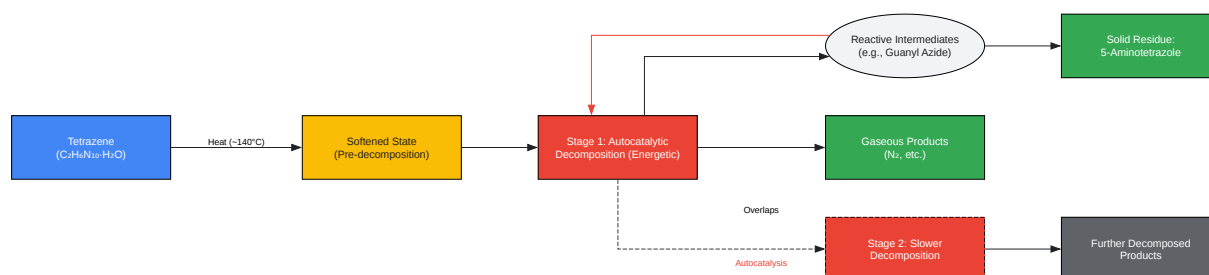 Reactive Intermediates
(e.g., Guanyl Azide)
Solid Residue:
5-Aminotetrazole
Tetrazene
(C₂H₆N₁₀·H₂O)
Heat (~140°C)
Softened State
(Pre-decomposition)
Stage 1: Autocatalytic
Decomposition (Energetic)
Gaseous Products
(N₂, etc.)
Overlaps
Autocatalysis
Stage 2: Slower
Decomposition
Further Decomposed
Products